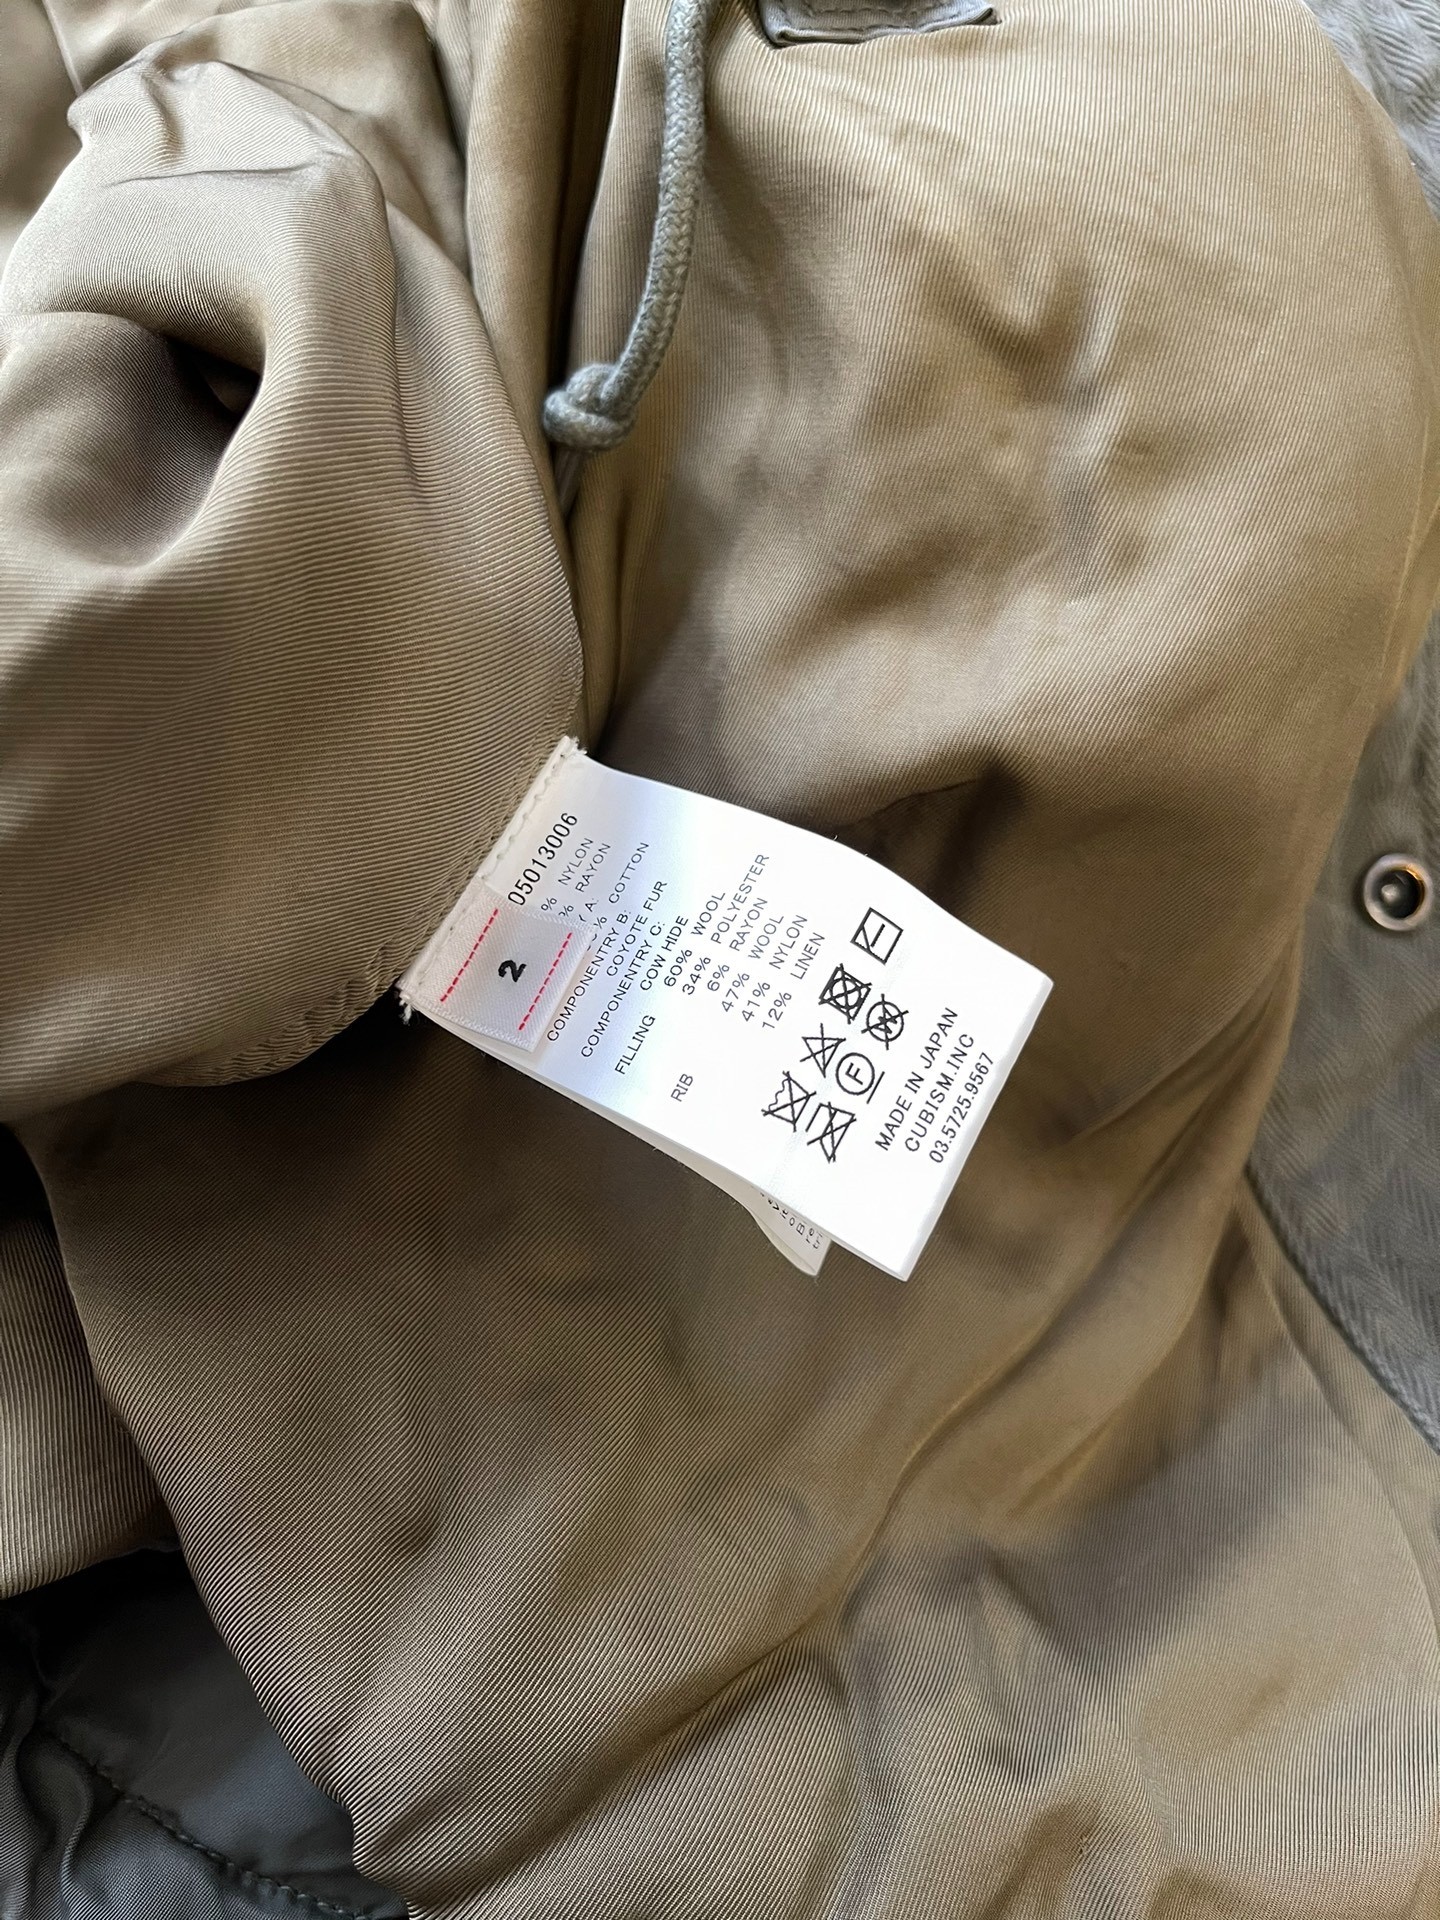 05013006
% NYLON
% RAYON
Y A:
% COTTON
COMPONENTRY B:
COYOTE FUR
COMPONENTRY C:
COW HIDE
FILLING 60% WOOL
34% POLYESTER
6% RAYON
RIB 47% WOOL
41% NYLON
12% LINEN
F
MADE IN JAPAN
CUBISM.INC
03.5725.9567
2